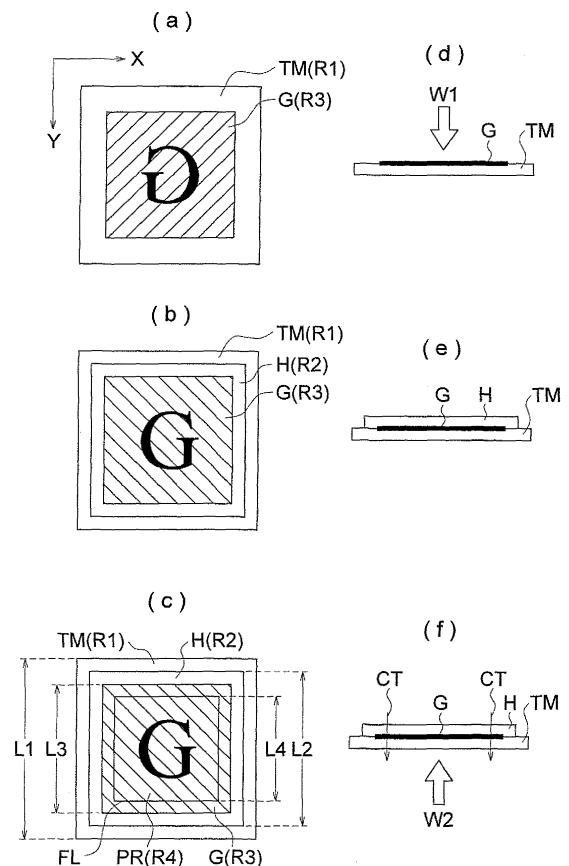 (a)
X
Y
TM(R1)
G(R3)
G
(d)
W1
G
TM
(b)
TM(R1)
H(R2)
G(R3)
G
(e)
G
H
TM
(c)
TM(R1)
H(R2)
L1
L3
G
L4
L2
FL
PR(R4)
G(R3)
(f)
CT
CT
G
H
TM
W2